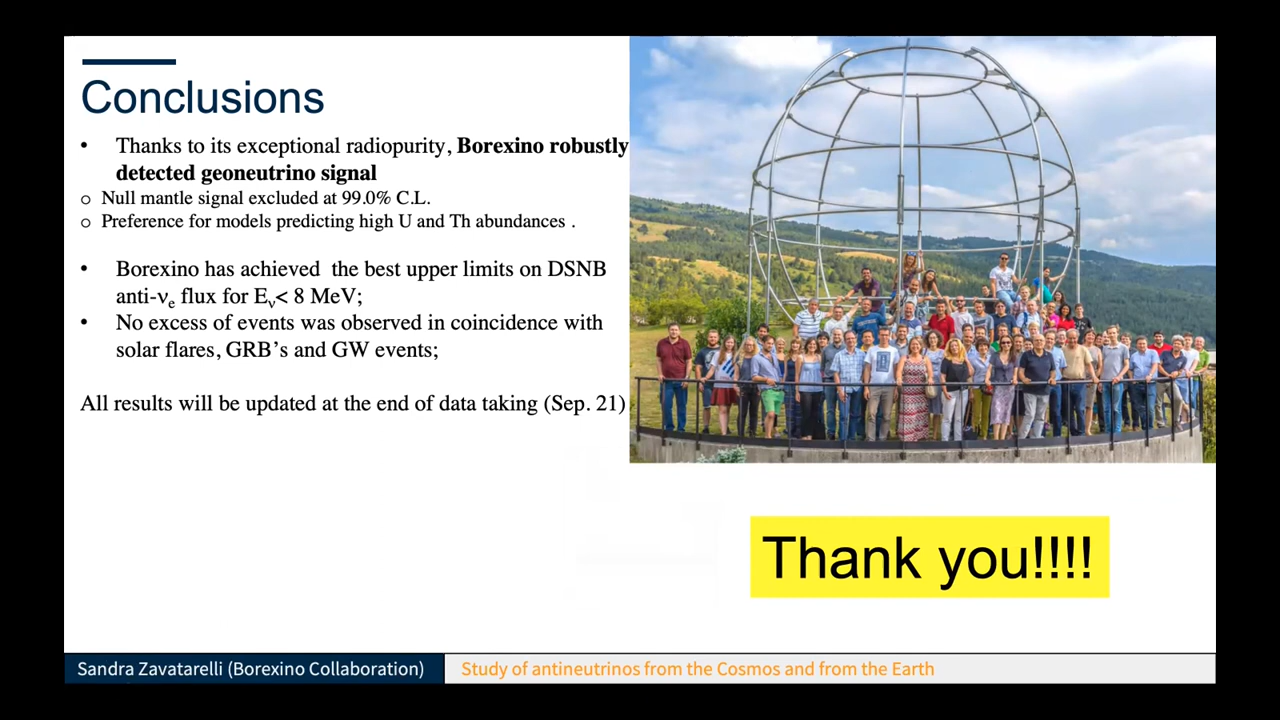 Conclusions
• Thanks to its exceptional radiopurity, Borexino robustly
detected geoneutrino signal
o Null mantle signal excluded at 99.0% C.L.
o Preference for models predicting high U and Th abundances .
• Borexino has achieved the best upper limits on DSNB
anti-νe flux for Eν< 8 MeV;
• No excess of events was observed in coincidence with
solar flares, GRB's and GW events;
All results will be updated at the end of data taking (Sep. 21)
Thank you!!!!
Sandra Zavatarelli (Borexino Collaboration)
Study of antineutrinos from the Cosmos and from the Earth